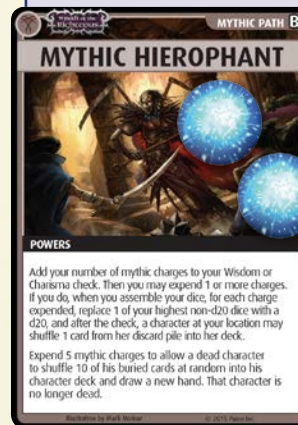 Wrath of the
Righteous
MYTHIC PATH B
MYTHIC HIEROPHANT
POWERS
Add your number of mythic charges to your Wisdom or
Charisma check. Then you may expend 1 or more charges.
If you do, when you assemble your dice, for each charge
expended, replace 1 of your highest non-d20 dice with a
d20, and after the check, a character at your location may
shuffle 1 card from her discard pile into her deck.
Expend 5 mythic charges to allow a dead character
to shuffle 10 of his buried cards at random into his
character deck and draw a new hand. That character is
no longer dead.
Illustration by Mark Molnar
© 2015 Paizo Inc.